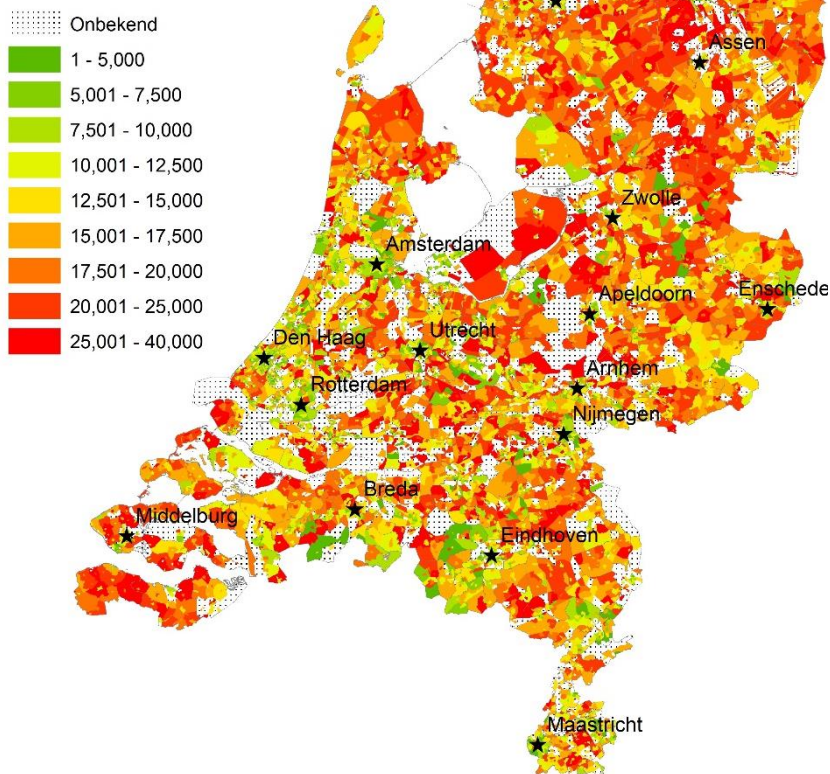 Onbekend
1 - 5,000
5,001 - 7,500
7,501 - 10,000
10,001 - 12,500
12,501 - 15,000
15,001 - 17,500
17,501 - 20,000
20,001 - 25,000
25,001 - 40,000
Assen
Zwolle
Amsterdam
Apeldoorn
Enschede
Den Haag
Utrecht
Rotterdam
Arnhem
Nijmegen
Breda
Middelburg
Eindhoven
Maastricht